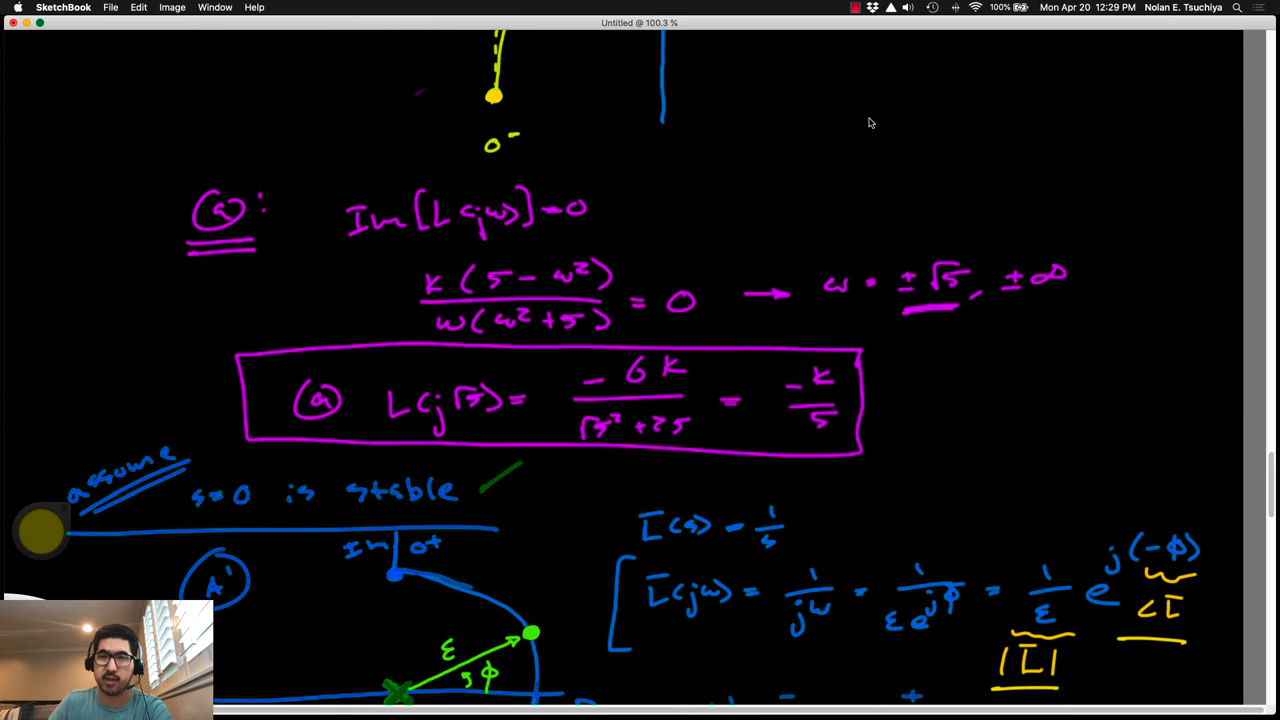 SketchBook File Edit Image Window Help 100% Mon Apr 20 12:29 PM Nolan E. Tsuchiya
Untitled @ 100.3 %
0⁻
(a): Im[L(jω)]=0
K(5-ω²)/ω(ω²+5) = 0 → ω = ±√5, ±∞
(a) L(j√5) = -6K/(√5²+25) = -K/5
assume s=0 is stable ✓
Im 0+
A'
L̄(s) = 1/s
L̄(jω) = 1/jω = 1/εe^{jϕ} = 1/ε e^{j(-ϕ)}
∠L̄
|L̄|
ε
ϕ